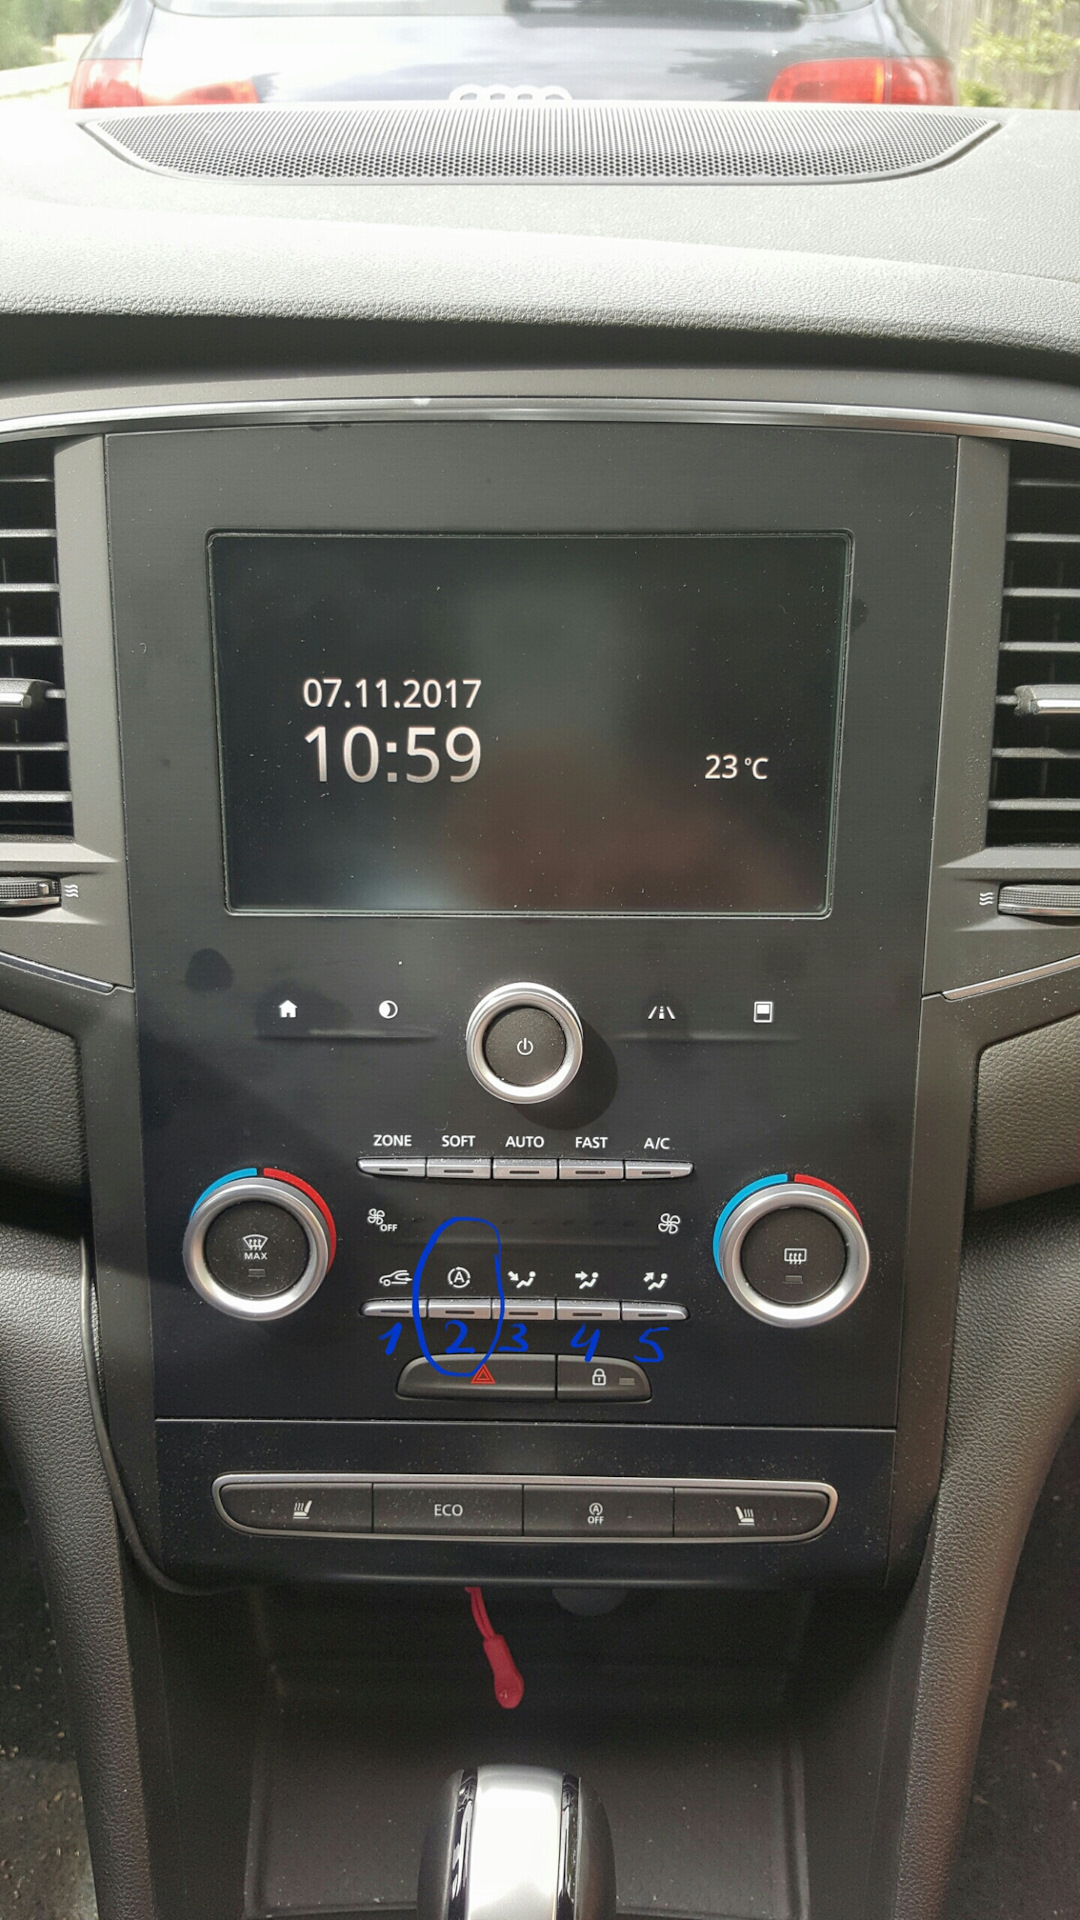 07.11.2017
10:59
23 °C
ZONE SOFT AUTO FAST A/C
OFF
MAX
A
1 2 3 4 5
ECO
A
OFF